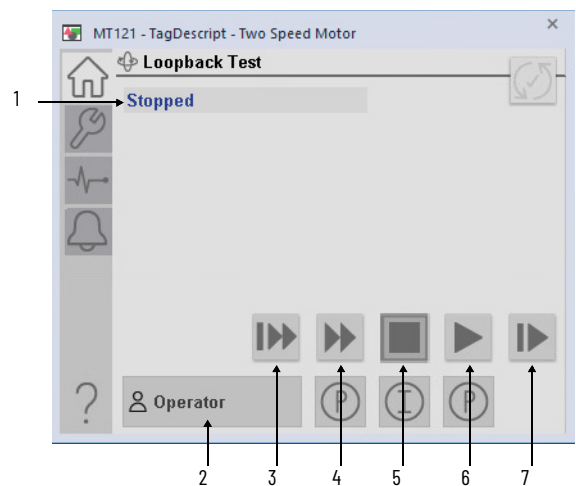 MT121 - TagDescript - Two Speed Motor
Loopback Test
1
Stopped
?
Operator
P
I
P
2
3
4
5
6
7